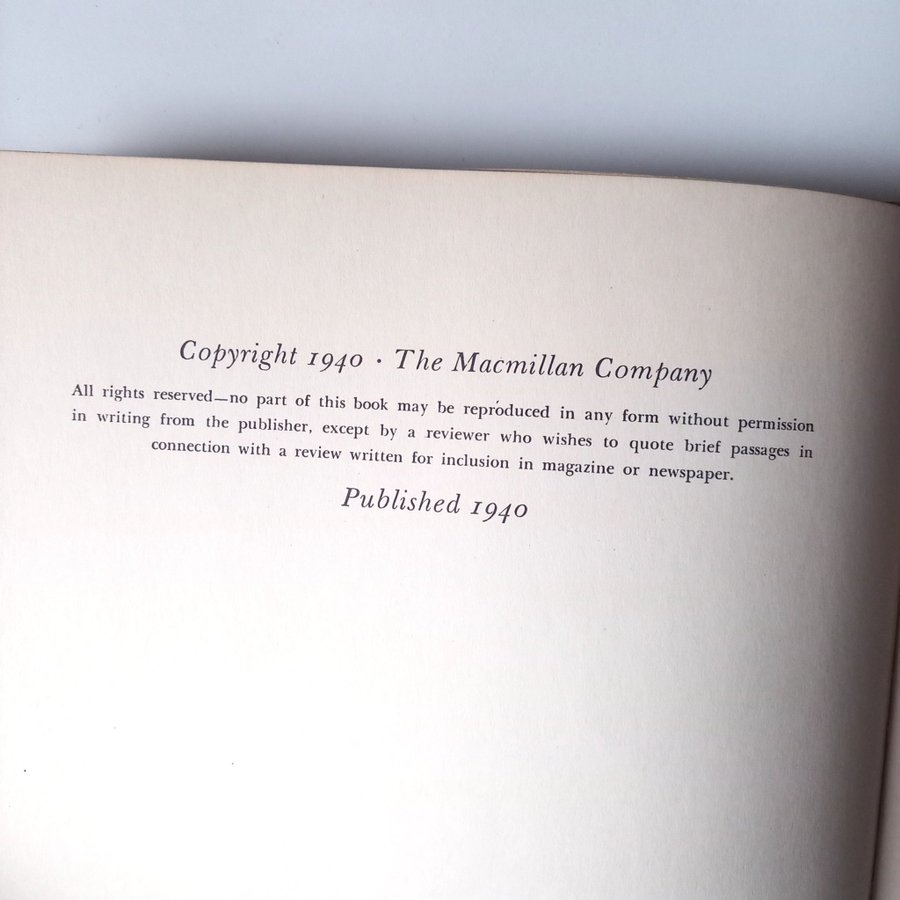 Copyright 1940 · The Macmillan Company
All rights reserved—no part of this book may be reproduced in any form without permission
in writing from the publisher, except by a reviewer who wishes to quote brief passages in
connection with a review written for inclusion in magazine or newspaper.
Published 1940